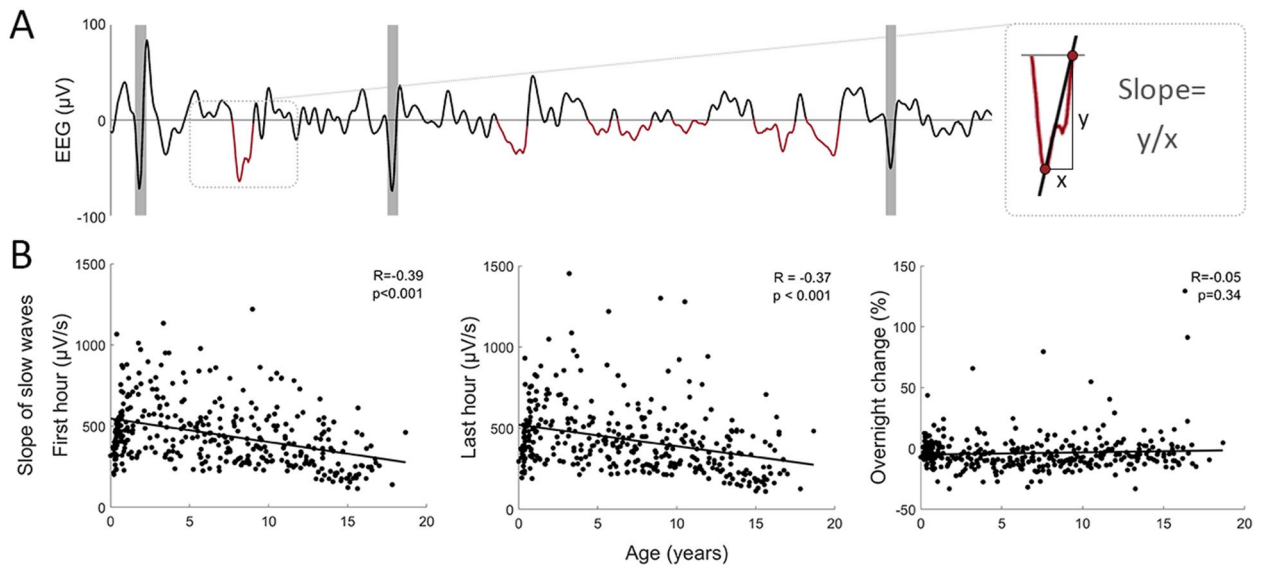 A
100
0
-100
EEG (µV)
Slope=
y/x
y
x
B
Slope of slow waves
First hour (µV/s)
1500
1000
500
0
R=-0.39
p<0.001
0 5 10 15 20
Last hour (µV/s)
1500
1000
500
0
R = -0.37
p < 0.001
0 5 10 15 20
Overnight change (%)
150
100
50
0
-50
R=-0.05
p=0.34
0 5 10 15 20
Age (years)